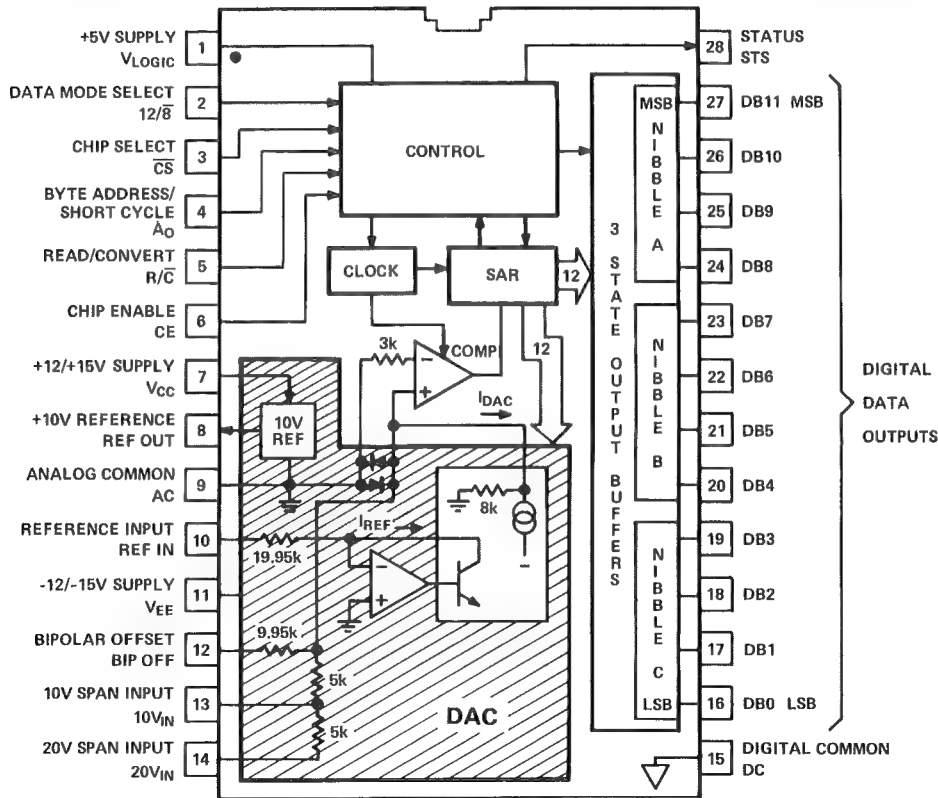 +5V SUPPLY
VLOGIC
1
DATA MODE SELECT
12/8̅
2
CHIP SELECT
C̅S̅
3
BYTE ADDRESS/
SHORT CYCLE
AO
4
READ/CONVERT
R/C̅
5
CHIP ENABLE
CE
6
+12/+15V SUPPLY
VCC
7
+10V REFERENCE
REF OUT
8
ANALOG COMMON
AC
9
REFERENCE INPUT
REF IN
10
-12/-15V SUPPLY
VEE
11
BIPOLAR OFFSET
BIP OFF
12
10V SPAN INPUT
10VIN
13
20V SPAN INPUT
20VIN
14
CONTROL
CLOCK
SAR
12
12
3k
COMP
−
+
IDAC
10V
REF
8k
−
IREF
19.95k
−
+
9.95k
5k
5k
DAC
3 STATE OUTPUT BUFFERS
MSB
NIBBLE A
NIBBLE B
NIBBLE C
LSB
28
STATUS
STS
27
DB11 MSB
26
DB10
25
DB9
24
DB8
23
DB7
22
DB6
21
DB5
20
DB4
19
DB3
18
DB2
17
DB1
16
DB0 LSB
15
DIGITAL COMMON
DC
DIGITAL
DATA
OUTPUTS